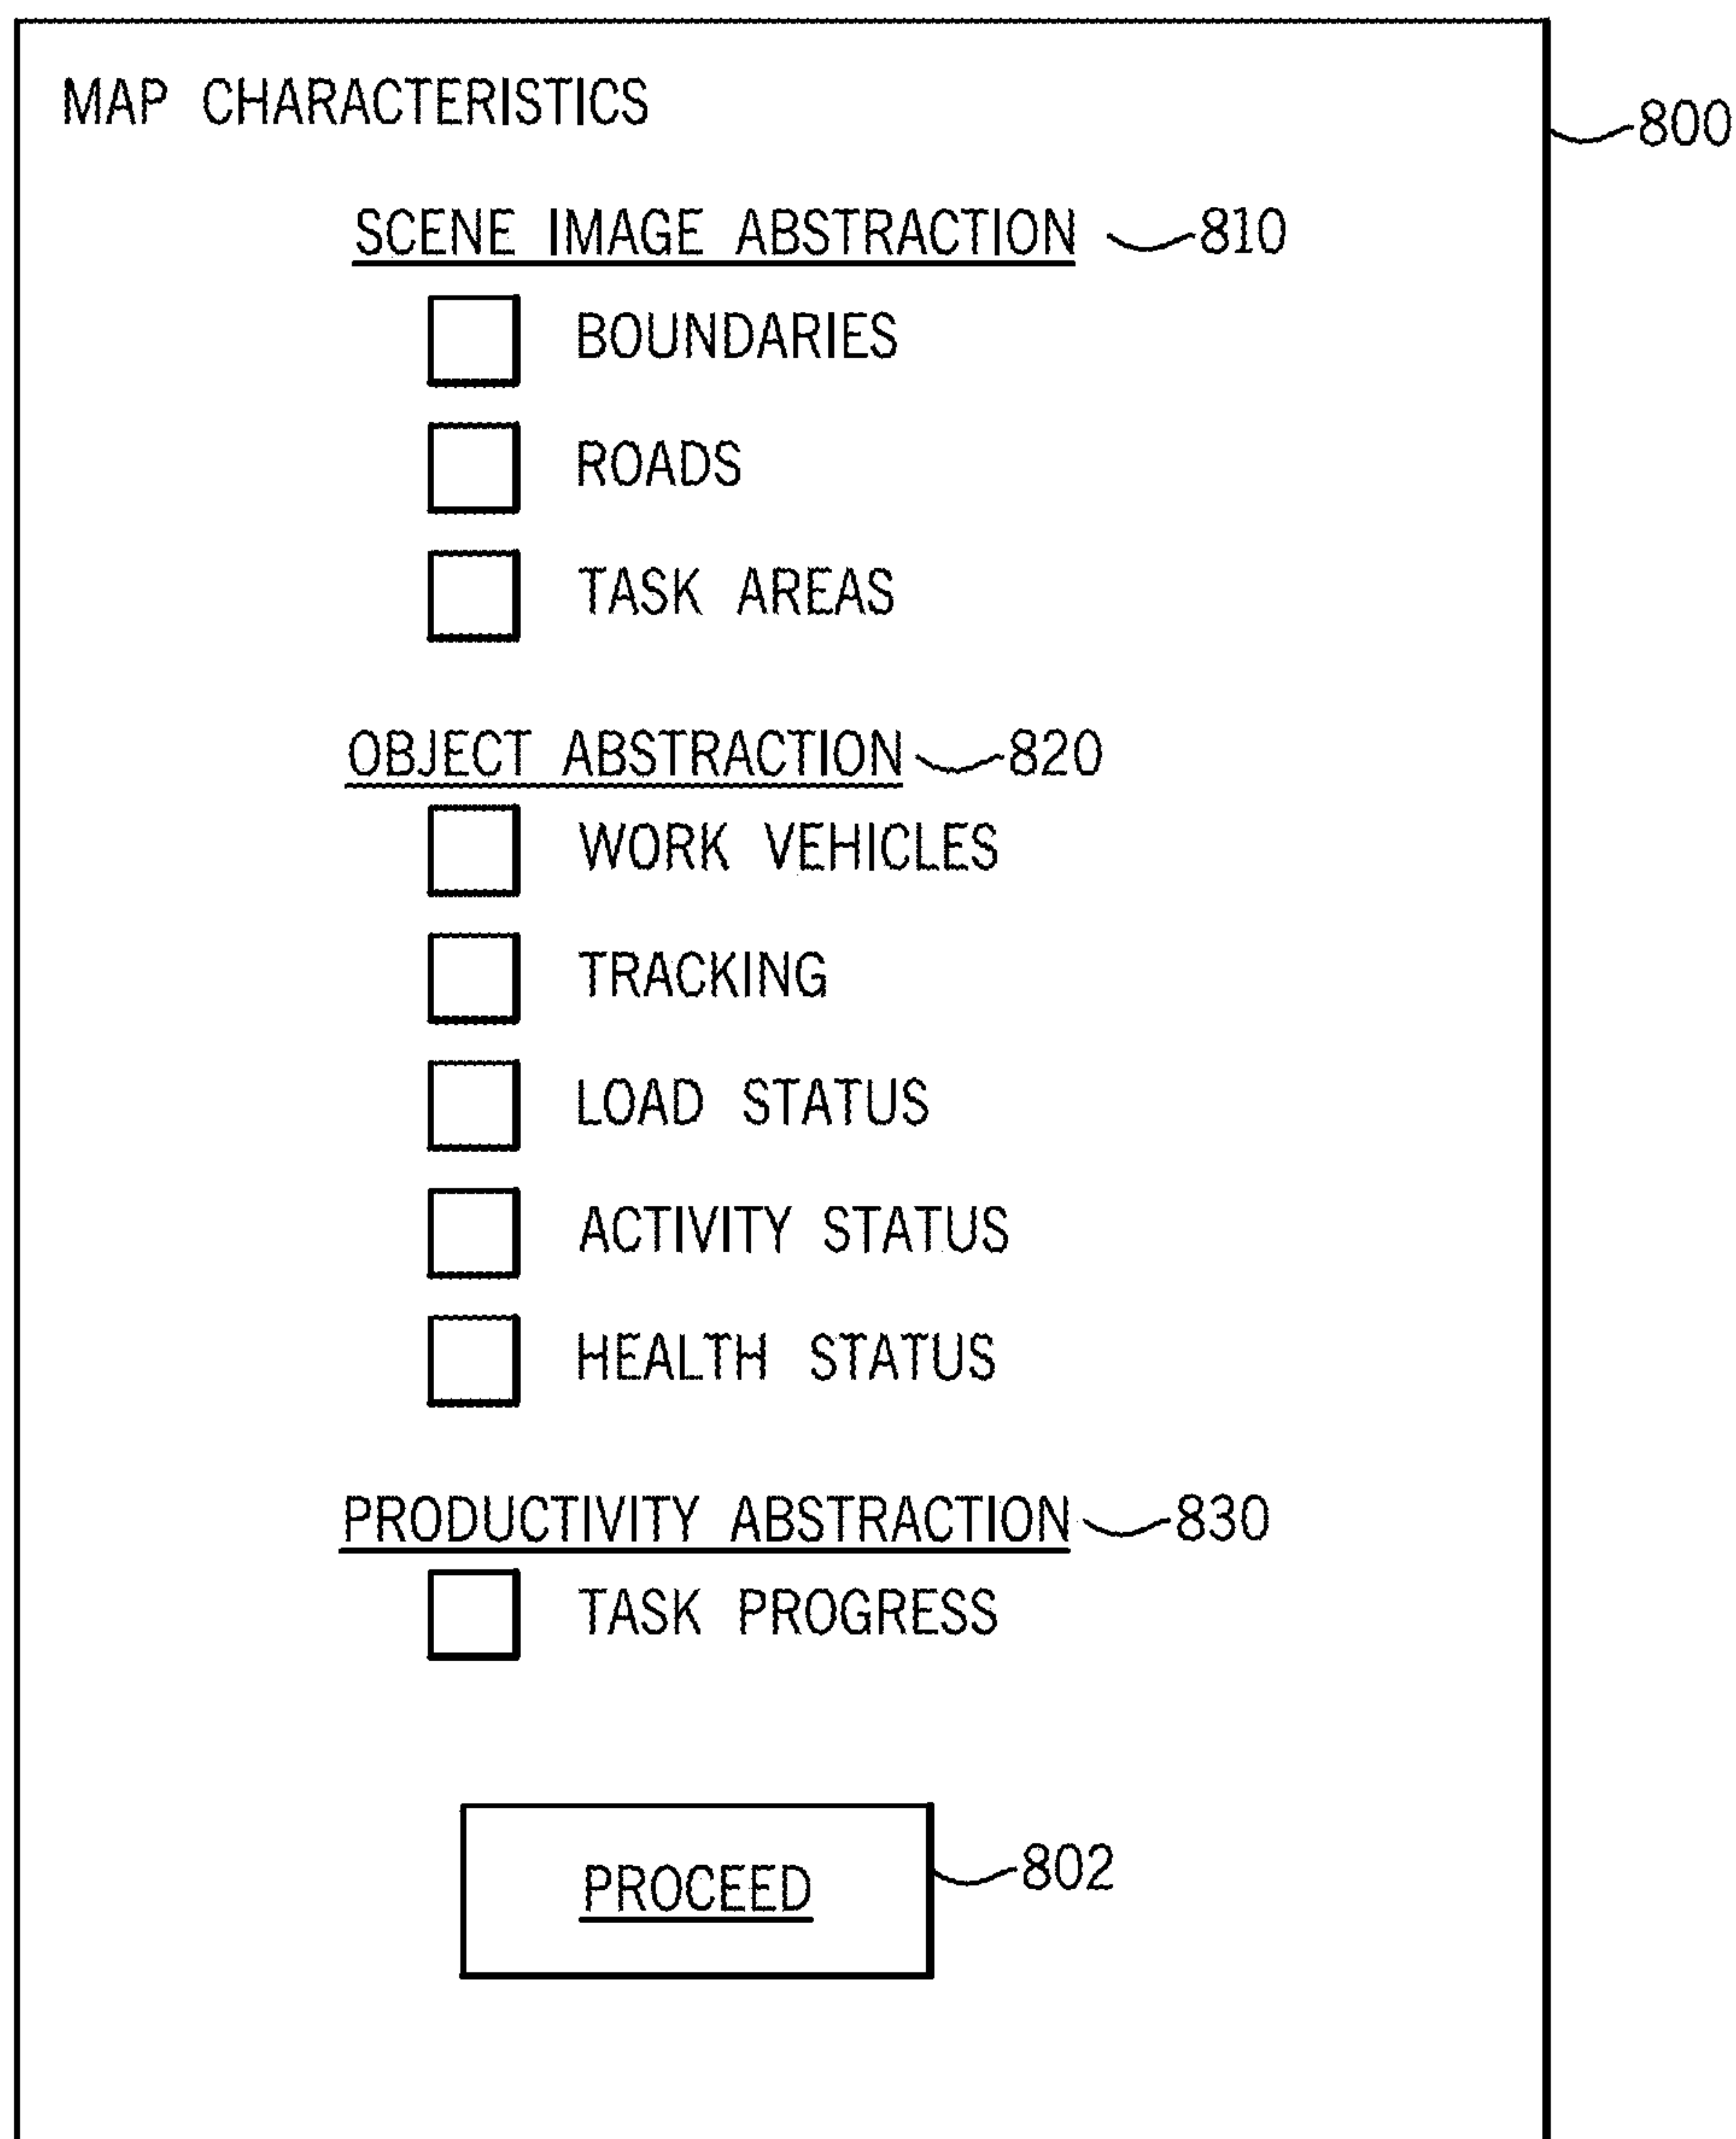 MAP CHARACTERISTICS
800
SCENE IMAGE ABSTRACTION 810
BOUNDARIES
ROADS
TASK AREAS
OBJECT ABSTRACTION 820
WORK VEHICLES
TRACKING
LOAD STATUS
ACTIVITY STATUS
HEALTH STATUS
PRODUCTIVITY ABSTRACTION 830
TASK PROGRESS
PROCEED 802